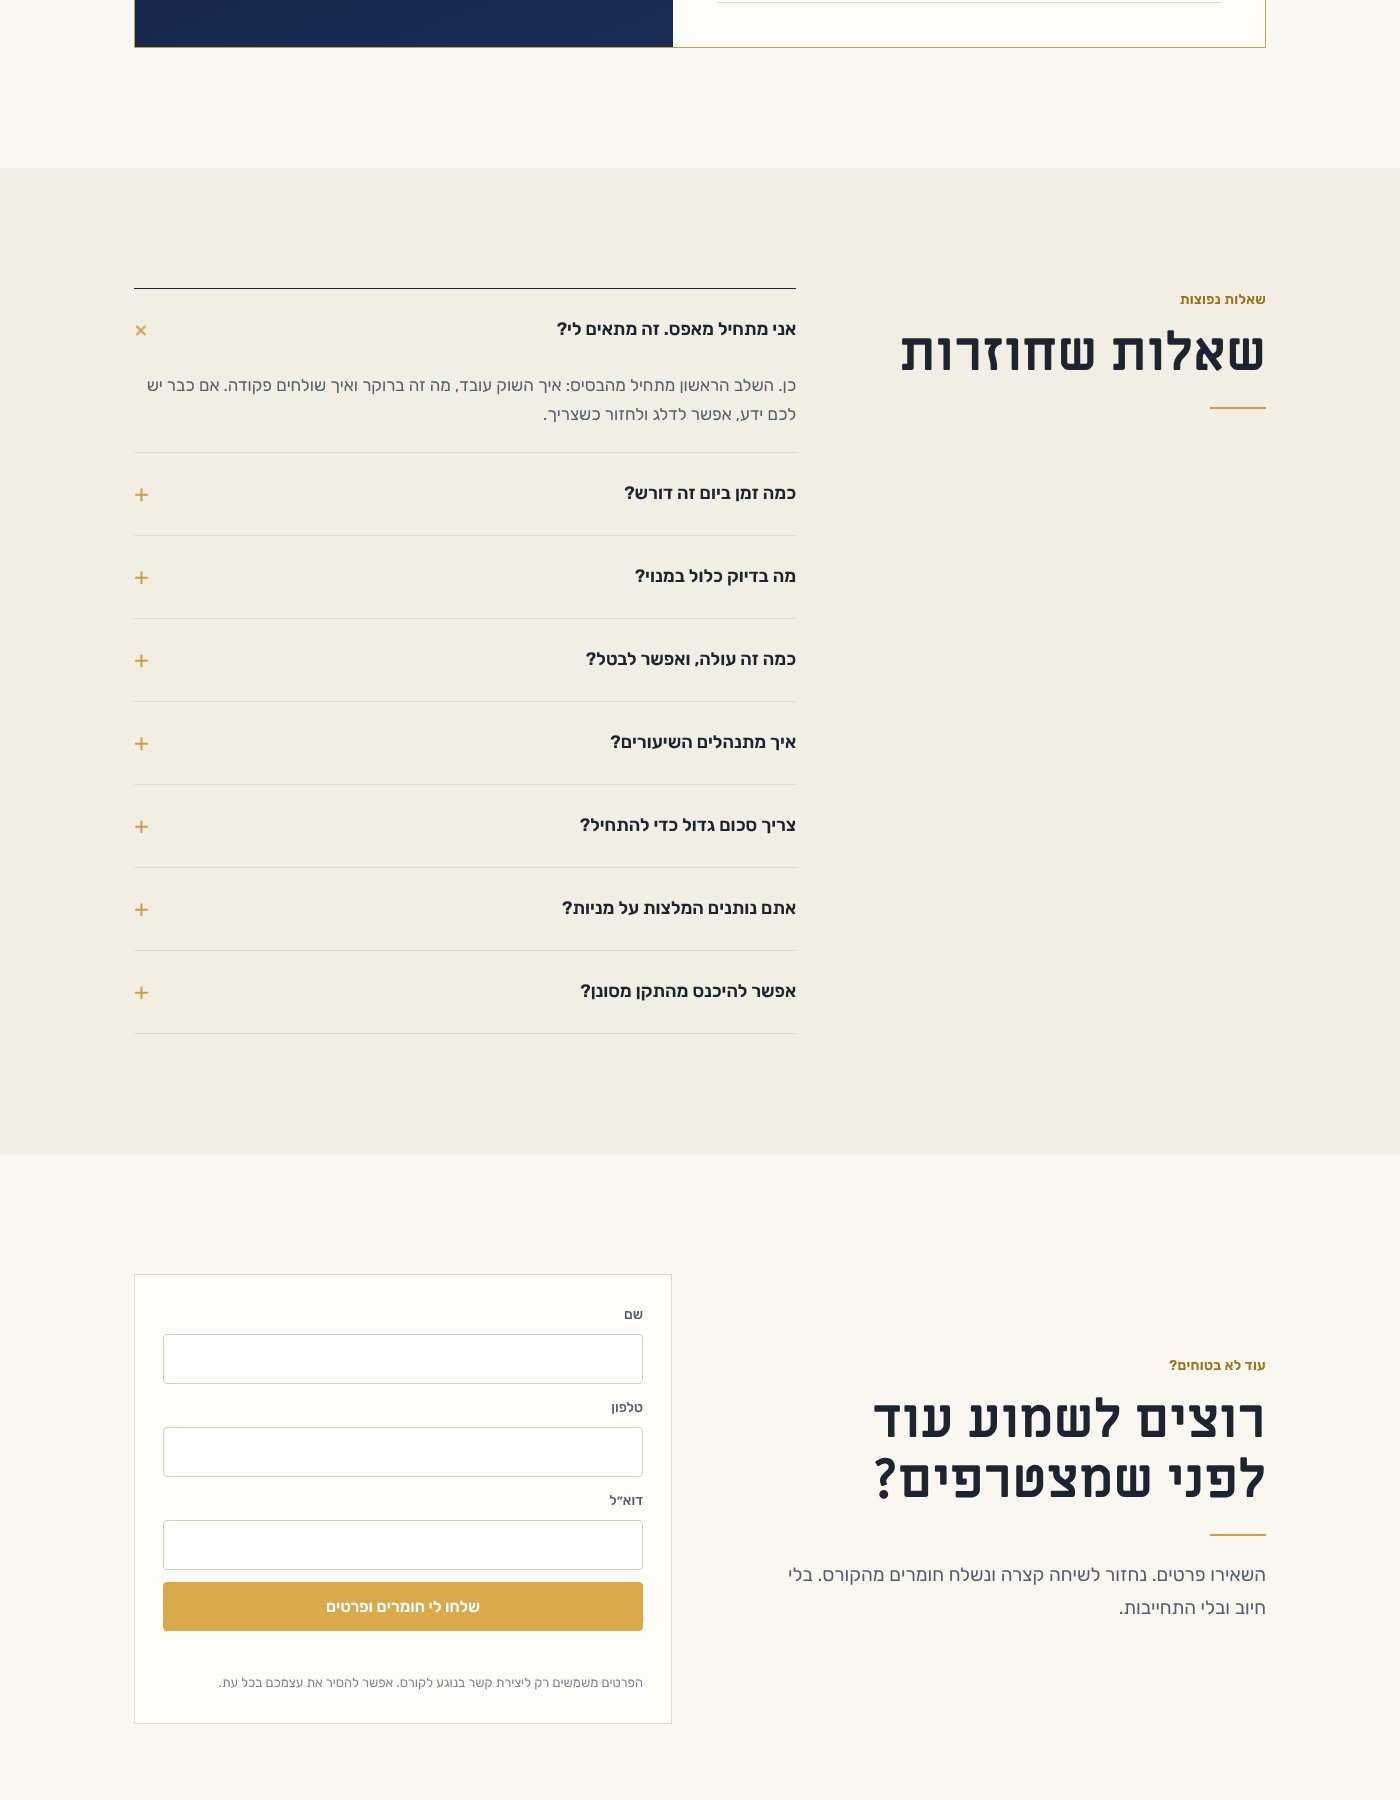 שאלות נפוצות
שאלות שחוזרות
אני מתחיל מאפס. זה מתאים לי?
כן. השלב הראשון מתחיל מהבסיס: איך השוק עובד, מה זה ברוקר ואיך שולחים פקודה. אם כבר יש
לכם ידע, אפשר לדלג ולחזור כשצריך.
כמה זמן ביום זה דורש?
מה בדיוק כלול במנוי?
כמה זה עולה, ואפשר לבטל?
איך מתנהלים השיעורים?
צריך סכום גדול כדי להתחיל?
אתם נותנים המלצות על מניות?
אפשר להיכנס מהתקן מסונן?
עוד לא בטוחים?
רוצים לשמוע עוד
לפני שמצטרפים?
השאירו פרטים. נחזור לשיחה קצרה ונשלח חומרים מהקורס. בלי
חיוב ובלי התחייבות.
שם
טלפון
דוא״ל
שלחו לי חומרים ופרטים
הפרטים משמשים רק ליצירת קשר בנוגע לקורס. אפשר להסיר את עצמכם בכל עת.